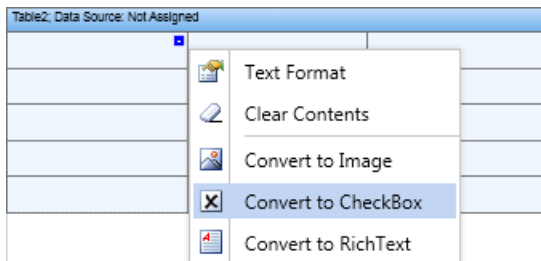 Table2; Data Source: Not Assigned
Text Format
Clear Contents
Convert to Image
Convert to CheckBox
Convert to RichText